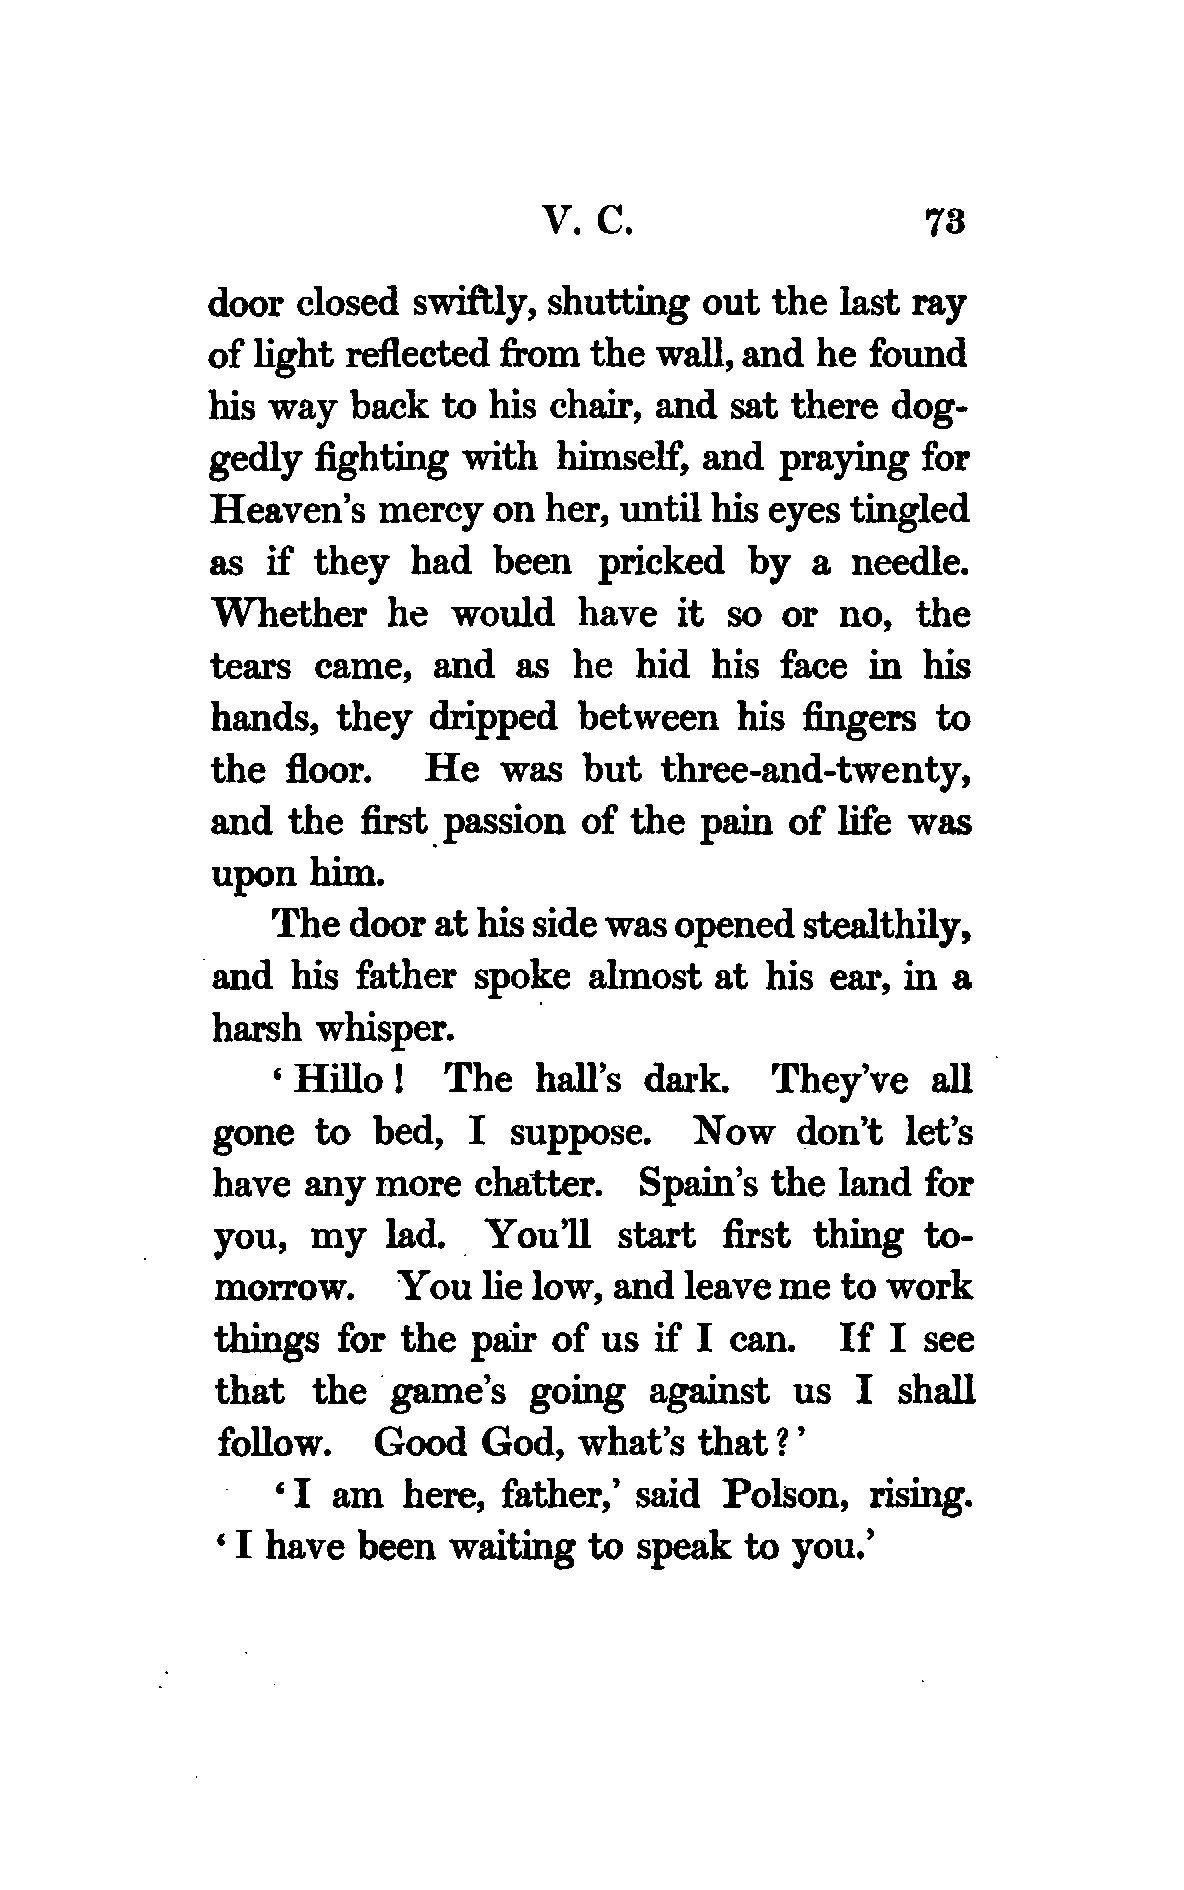 V. C. 73
door closed swiftly, shutting out the last ray
of light reflected from the wall, and he found
his way back to his chair, and sat there dog-
gedly fighting with himself, and praying for
Heaven's mercy on her, until his eyes tingled
as if they had been pricked by a needle.
Whether he would have it so or no, the
tears came, and as he hid his face in his
hands, they dripped between his fingers to
the floor. He was but three-and-twenty,
and the first passion of the pain of life was
upon him.
The door at his side was opened stealthily,
and his father spoke almost at his ear, in a
harsh whisper.
‘Hillo! The hall's dark. They've all
gone to bed, I suppose. Now don't let's
have any more chatter. Spain's the land for
you, my lad. You'll start first thing to-
morrow. You lie low, and leave me to work
things for the pair of us if I can. If I see
that the game's going against us I shall
follow. Good God, what's that?’
‘I am here, father,’ said Polson, rising.
‘I have been waiting to speak to you.’